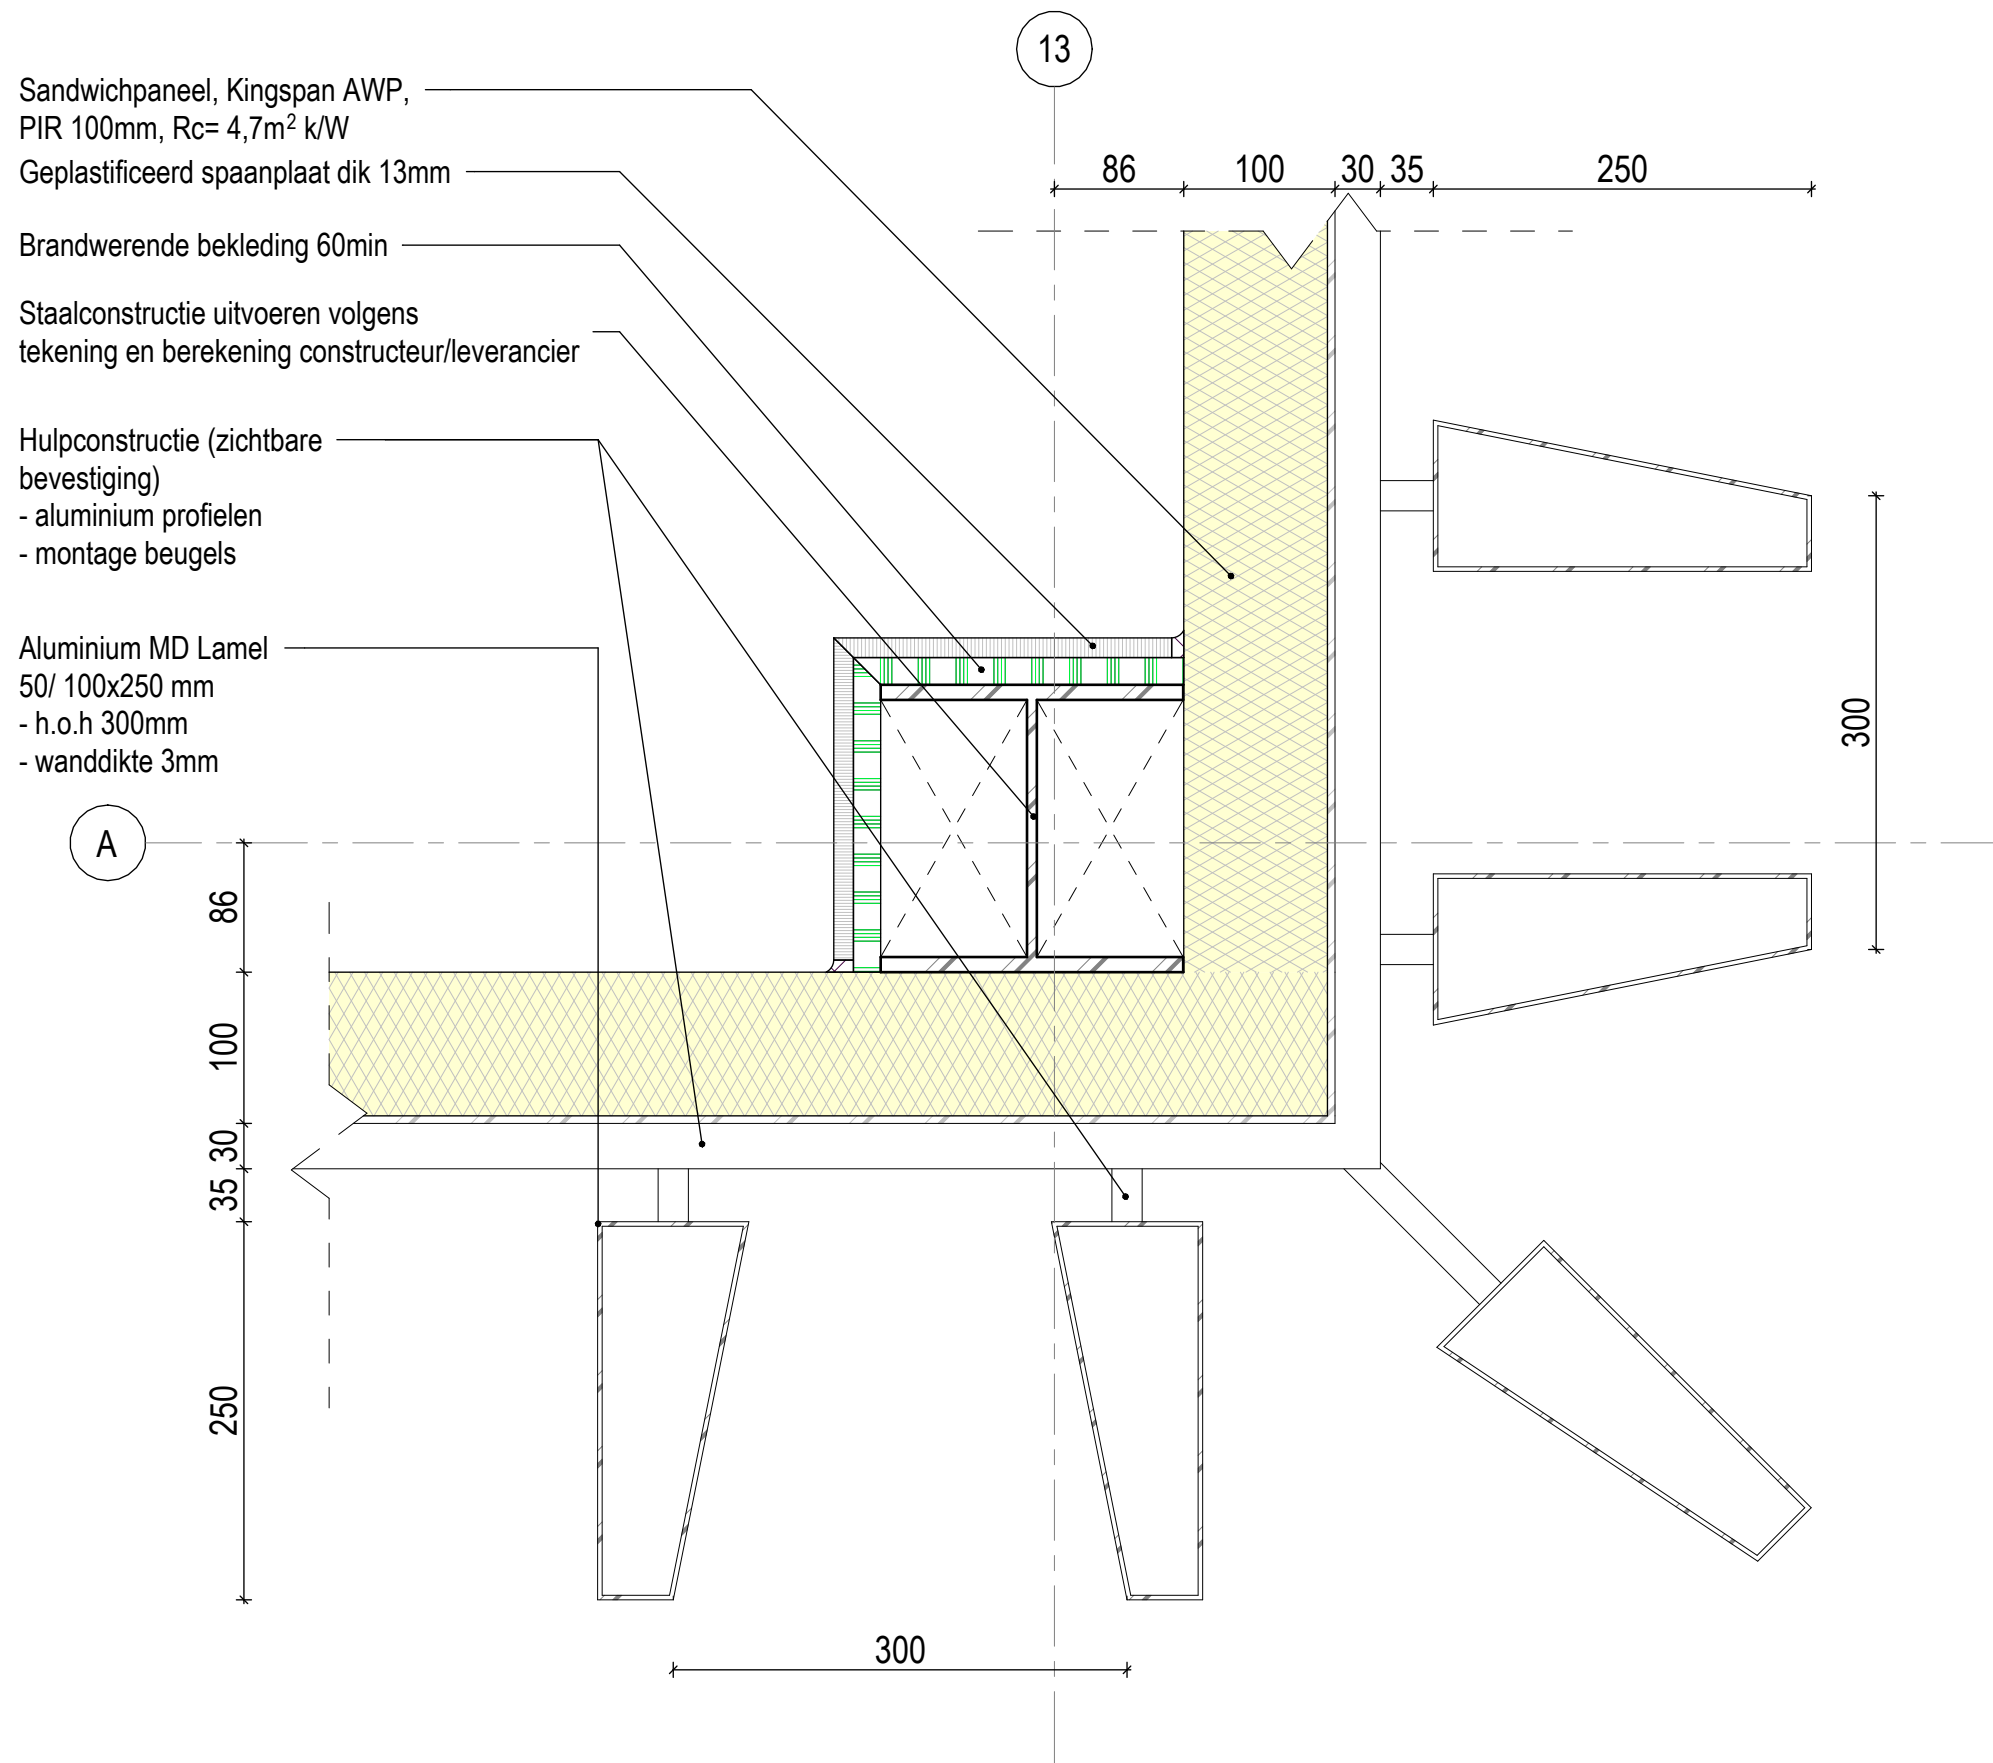 13
Sandwichpaneel, Kingspan AWP,
PIR 100mm, Rc= 4,7m² k/W
Geplastificeerd spaanplaat dik 13mm
86 100 30 35 250
Brandwerende bekleding 60min
Staalconstructie uitvoeren volgens
tekening en berekening constructeur/leverancier
Hulpconstructie (zichtbare
bevestiging)
- aluminium profielen
- montage beugels
Aluminium MD Lamel
50/ 100x250 mm
- h.o.h 300mm
- wanddikte 3mm
300
A
86
100
30
35
250
300